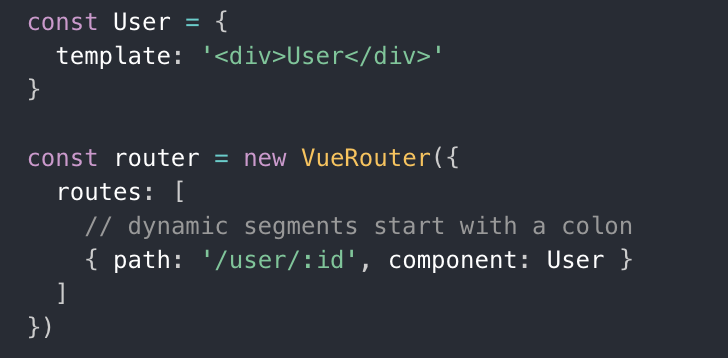 const User = {
  template: '<div>User</div>'
}

const router = new VueRouter({
  routes: [
    // dynamic segments start with a colon
    { path: '/user/:id', component: User }
  ]
})